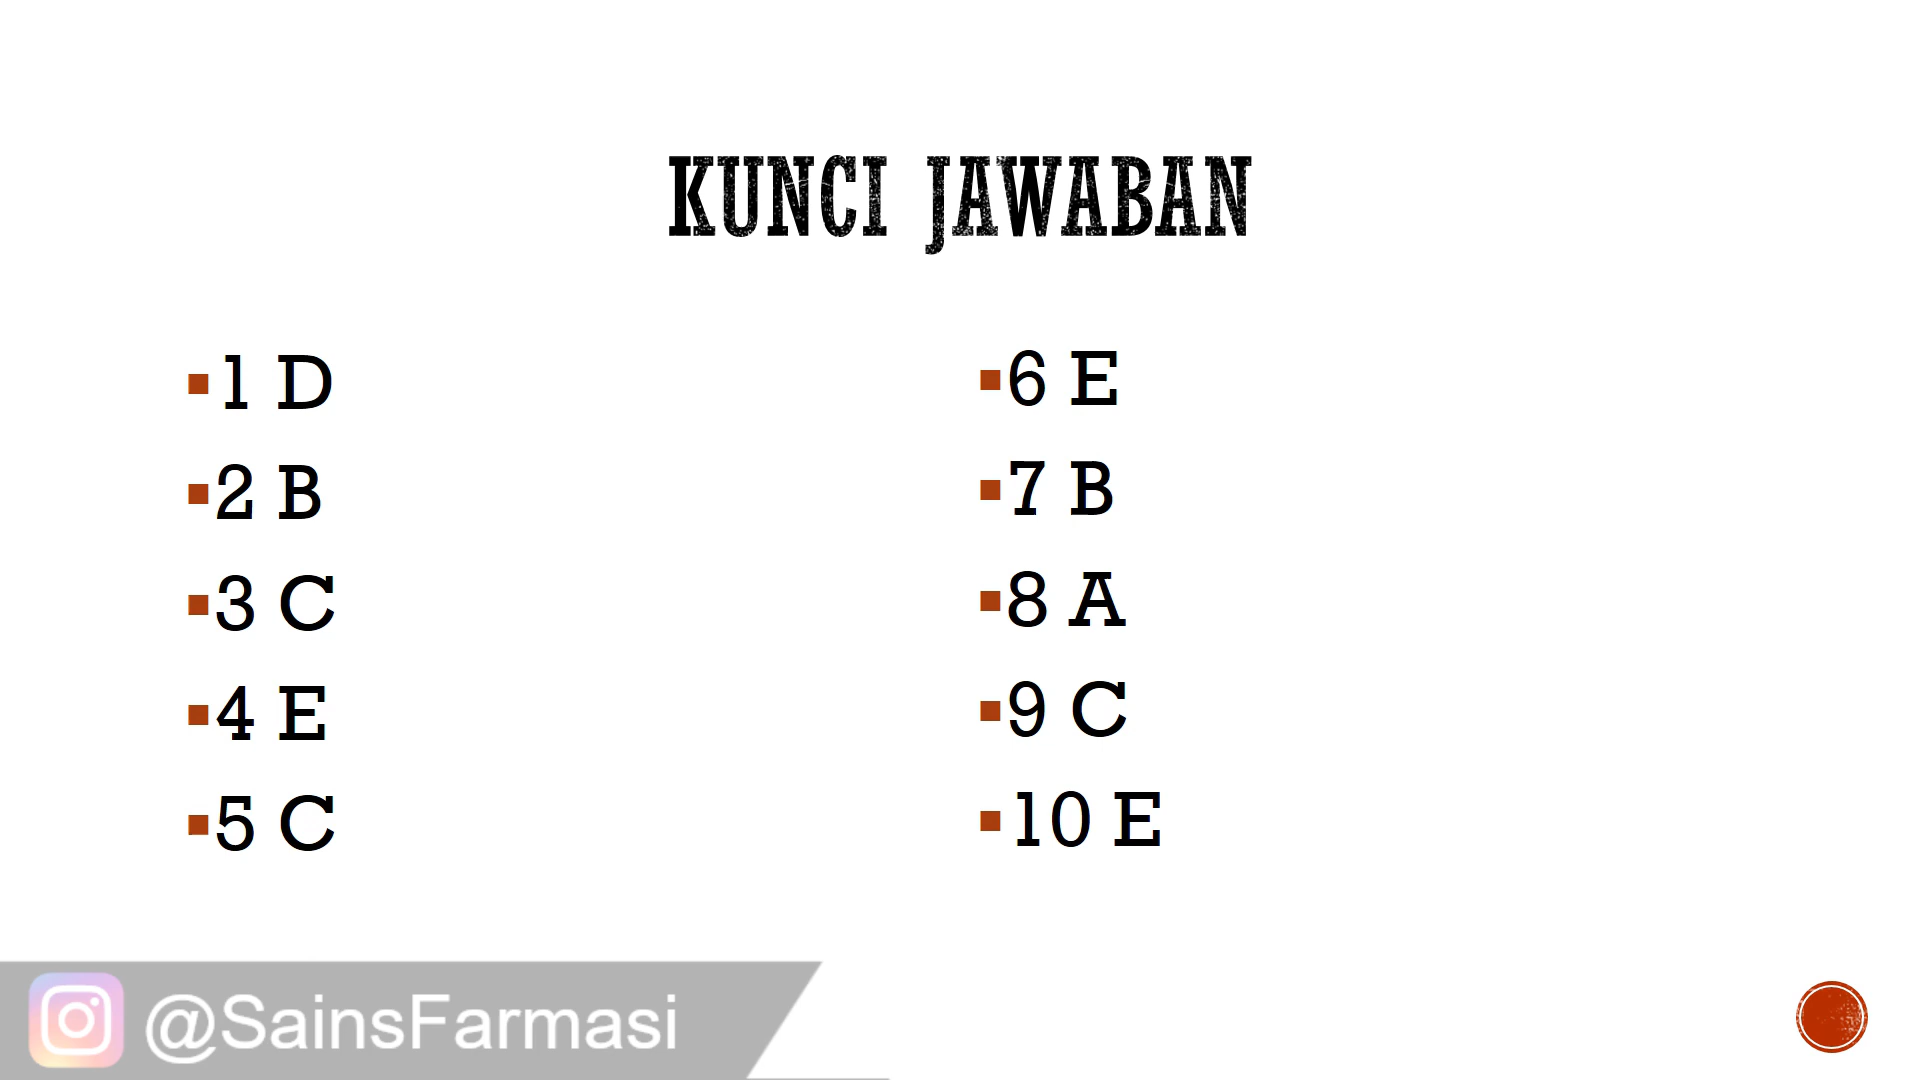 KUNCI JAWABAN
1 D
2 B
3 C
4 E
5 C
6 E
7 B
8 A
9 C
10 E
@SainsFarmasi